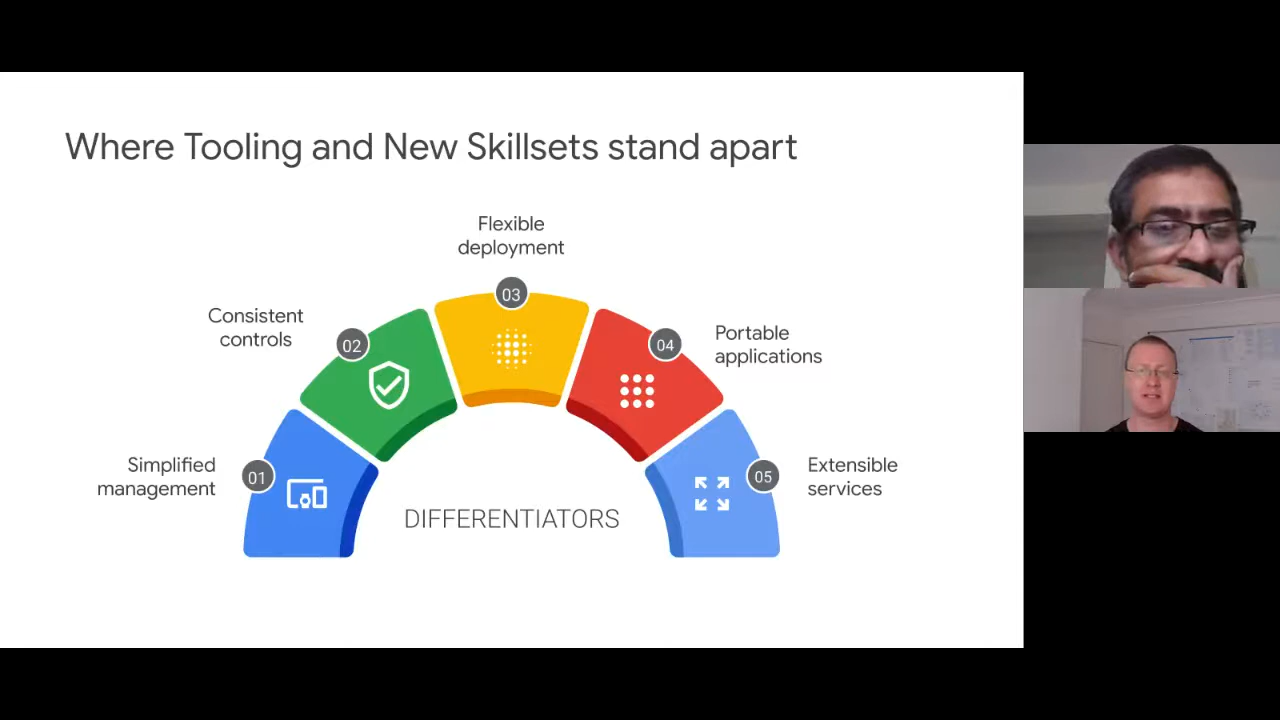 Where Tooling and New Skillsets stand apart
Flexible
deployment
03
Consistent
controls
02
04
Portable
applications
Simplified
management
01
05
Extensible
services
DIFFERENTIATORS